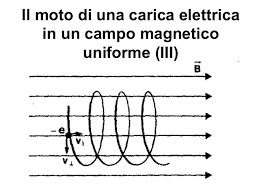 Il moto di una carica elettrica
in un campo magnetico
uniforme (III)
B
-e
v
v⊥